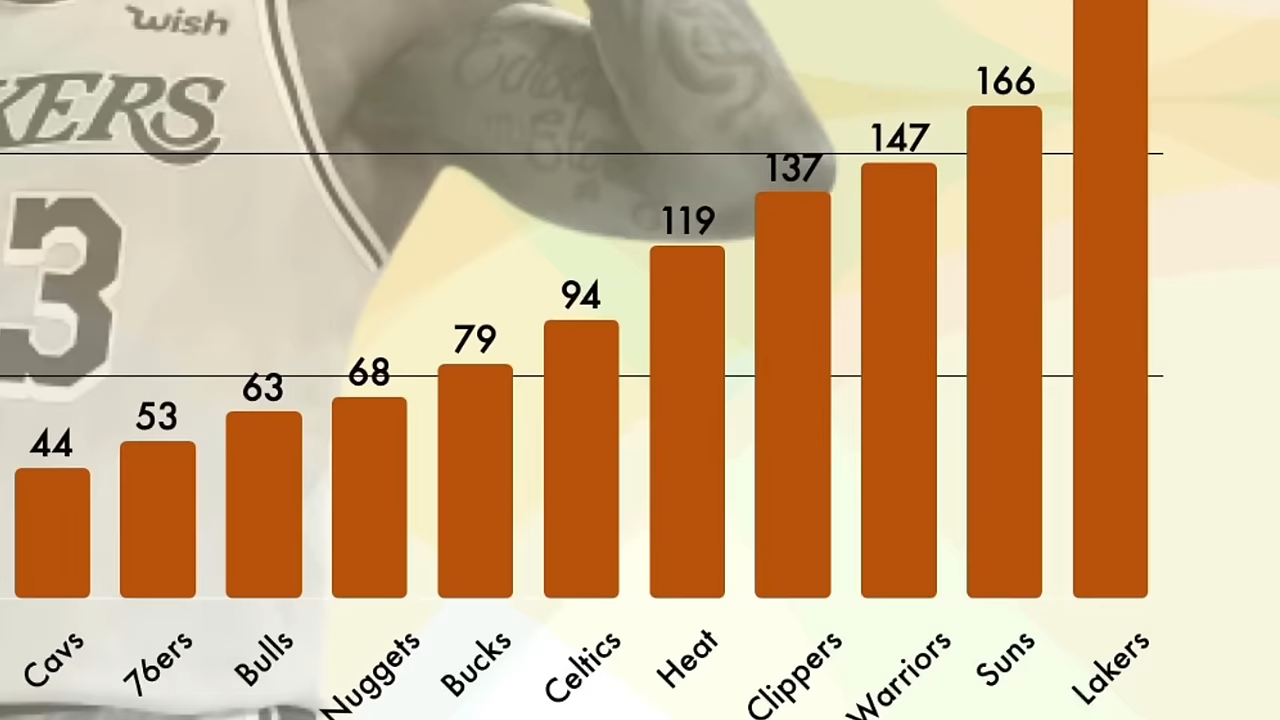 wish
KERS
3
166
147
137
119
94
79
68
63
53
44
Cavs
76ers
Bulls
Nuggets
Bucks
Celtics
Heat
Clippers
Warriors
Suns
Lakers